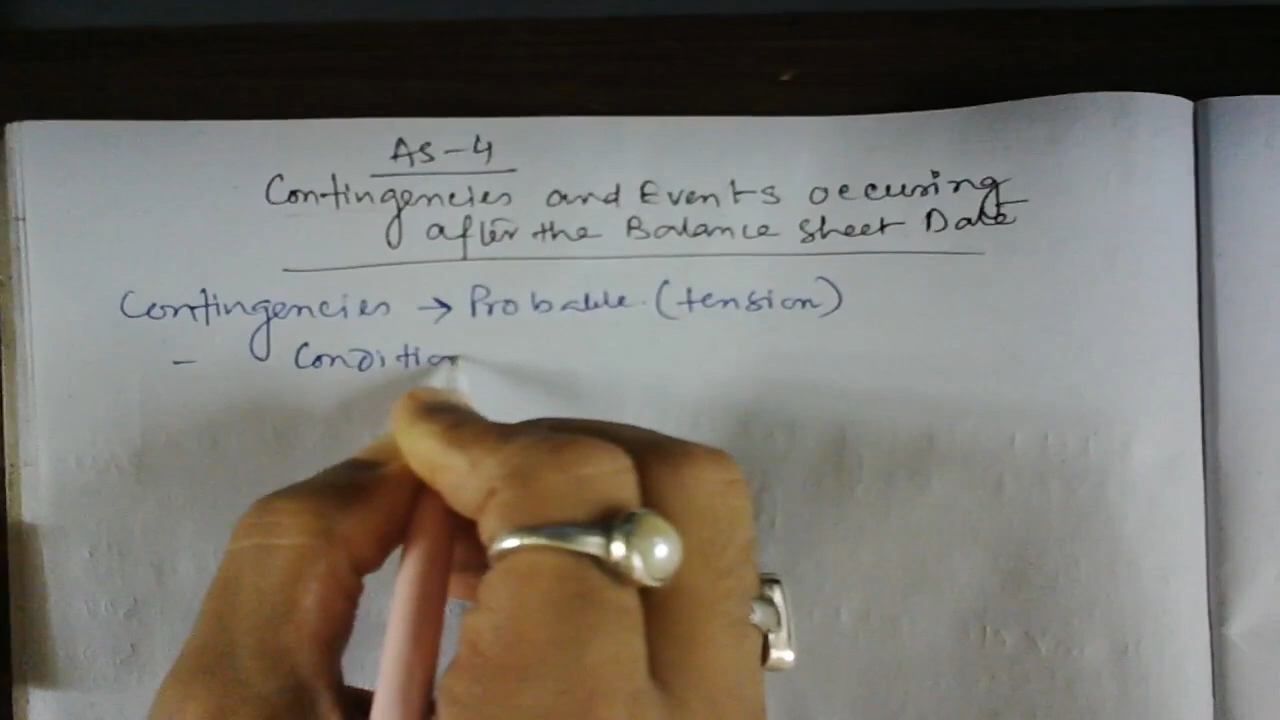 AS-4
Contingencies and Events occuring
after the Balance Sheet Date
Contingencies → Probable (tension)
- Condition